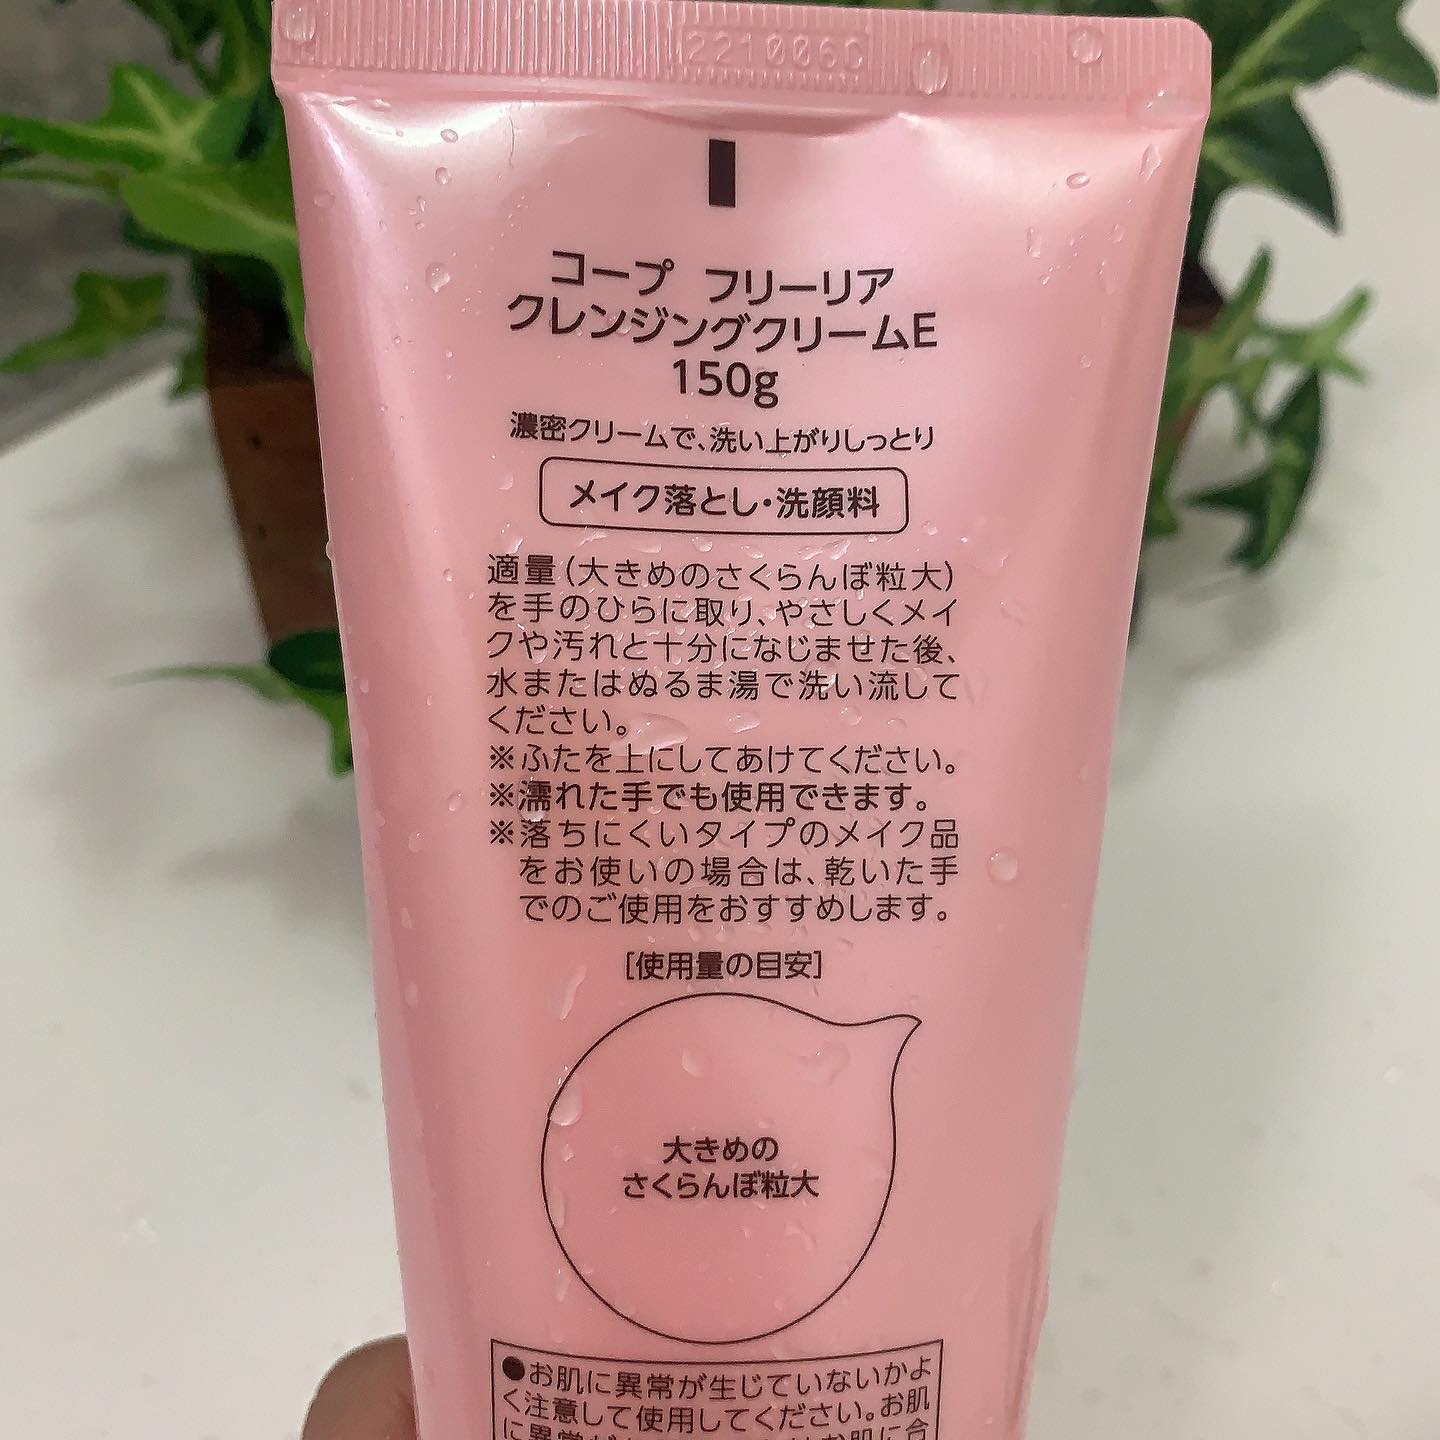 221006C
コープ フリーリア
クレンジングクリームE
150g
濃密クリームで、洗い上がりしっとり
メイク落とし・洗顔料
適量(大きめのさくらんぼ粒大)
を手のひらに取り、やさしくメイ
クや汚れと十分になじませた後、
水またはぬるま湯で洗い流して
ください。
※ふたを上にしてあけてください。
※濡れた手でも使用できます。
※落ちにくいタイプのメイク品
をお使いの場合は、乾いた手
でのご使用をおすすめします。
[使用量の目安]
大きめの
さくらんぼ粒大
●お肌に異常が生じていないかよ
く注意して使用してください。お肌
に異常が
お肌に合